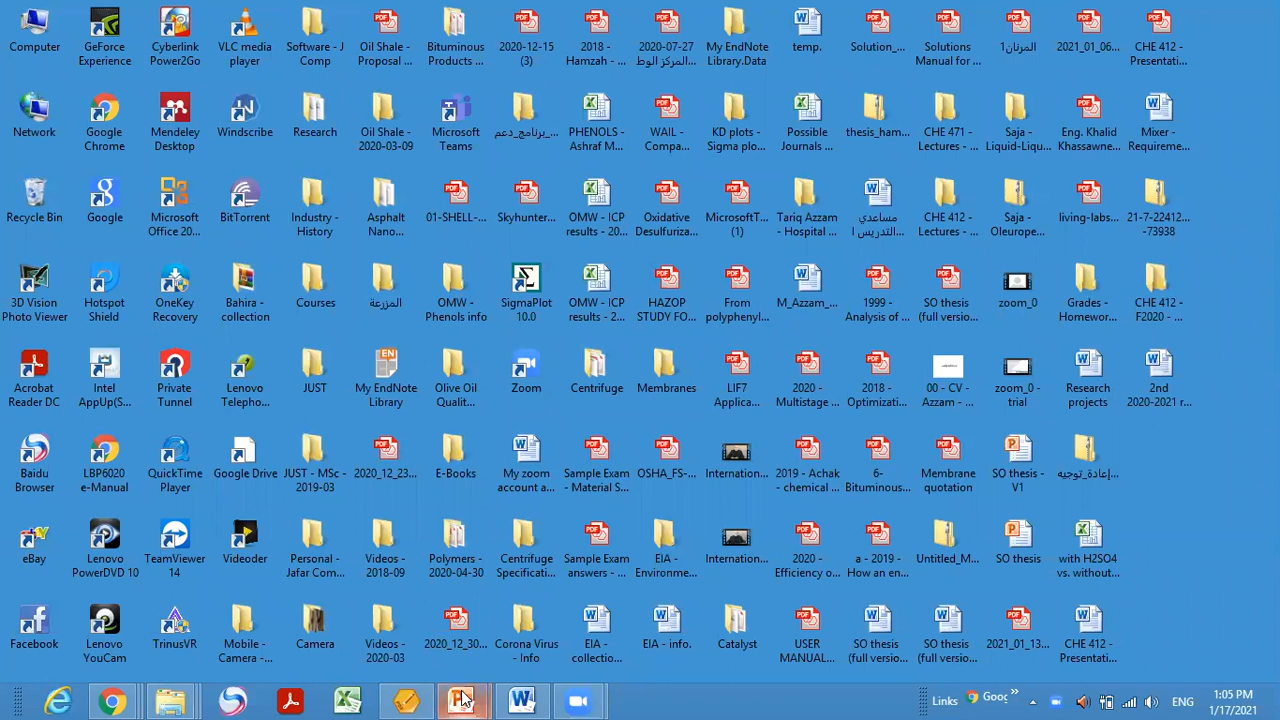 Computer
GeForce
Experience
Cyberlink
Power2Go
VLC media
player
Software - J
Comp
Oil Shale -
Proposal ...
Bituminous
Products ...
2020-12-15
(3)
2018 -
Hamzah - ...
2020-07-27
المركز الوط...
My EndNote
Library.Data
temp.
Solution_...
Solutions
Manual for ...
المرنان1
2021_01_06...
CHE 412 -
Presentati...
Network
Google
Chrome
Mendeley
Desktop
Windscribe
Research
Oil Shale -
2020-03-09
Microsoft
Teams
برنامج_دعم_...
PHENOLS -
Ashraf M...
WAIL -
Compa...
KD plots -
Sigma plo...
Possible
Journals ...
thesis_ham...
CHE 471 -
Lectures - ...
Saja -
Liquid-Liqu...
Eng. Khalid
Khassawne...
Mixer -
Requireme...
Recycle Bin
Google
Microsoft
Office 20...
BitTorrent
Industry -
History
Asphalt
Nano...
01-SHELL-...
Skyhunter...
OMW - ICP
results - 20...
Oxidative
Desulfuriza...
MicrosoftT...
(1)
Tariq Azzam
- Hospital ...
مساعدي
التدريس ا...
CHE 412 -
Lectures - ...
Saja -
Oleurope...
living-labs...
21-7-22412...
-73938
3D Vision
Photo Viewer
Hotspot
Shield
OneKey
Recovery
Bahira -
collection
Courses
المزرعة
OMW -
Phenols info
SigmaPlot
10.0
OMW - ICP
results - 2...
HAZOP
STUDY FO...
From
polyphenyl...
M_Azzam_...
1999 -
Analysis of ...
SO thesis
(full versio...
zoom_0
Grades -
Homewor...
CHE 412 -
F2020 - ...
Acrobat
Reader DC
Intel
AppUp(S...
Private
Tunnel
Lenovo
Telepho...
JUST
My EndNote
Library
Olive Oil
Qualit...
Zoom
Centrifuge
Membranes
LIF7
Applica...
2020 -
Multistage ...
2018 -
Optimizati...
00 - CV -
Azzam - ...
zoom_0 -
trial
Research
projects
2nd
2020-2021 r...
Baidu
Browser
LBP6020
e-Manual
QuickTime
Player
Google Drive
JUST - MSc -
2019-03
2020_12_23...
E-Books
My zoom
account a...
Sample Exam
- Material S...
OSHA_FS-...
Internation...
2019 - Achak
- chemical ...
6-
Bituminous...
Membrane
quotation
SO thesis -
V1
إعادة_توجيه...
eBay
Lenovo
PowerDVD 10
TeamViewer
14
Videoder
Personal -
Jafar Com...
Videos -
2018-09
Polymers -
2020-04-30
Centrifuge
Specificati...
Sample Exam
answers - ...
EIA -
Environme...
Internation...
2020 -
Efficiency o...
a - 2019 -
How an en...
Untitled_M...
SO thesis
with H2SO4
vs. without...
Facebook
Lenovo
YouCam
TrinusVR
Mobile -
Camera -...
Camera
Videos -
2020-03
2020_12_30...
Corona Virus
- Info
EIA -
collectio...
EIA - info.
Catalyst
USER
MANUAL...
SO thesis
(full versio...
SO thesis
(full versio...
2021_01_13...
CHE 412 -
Presentati...
Links
Goog
ENG
1:05 PM
1/17/2021